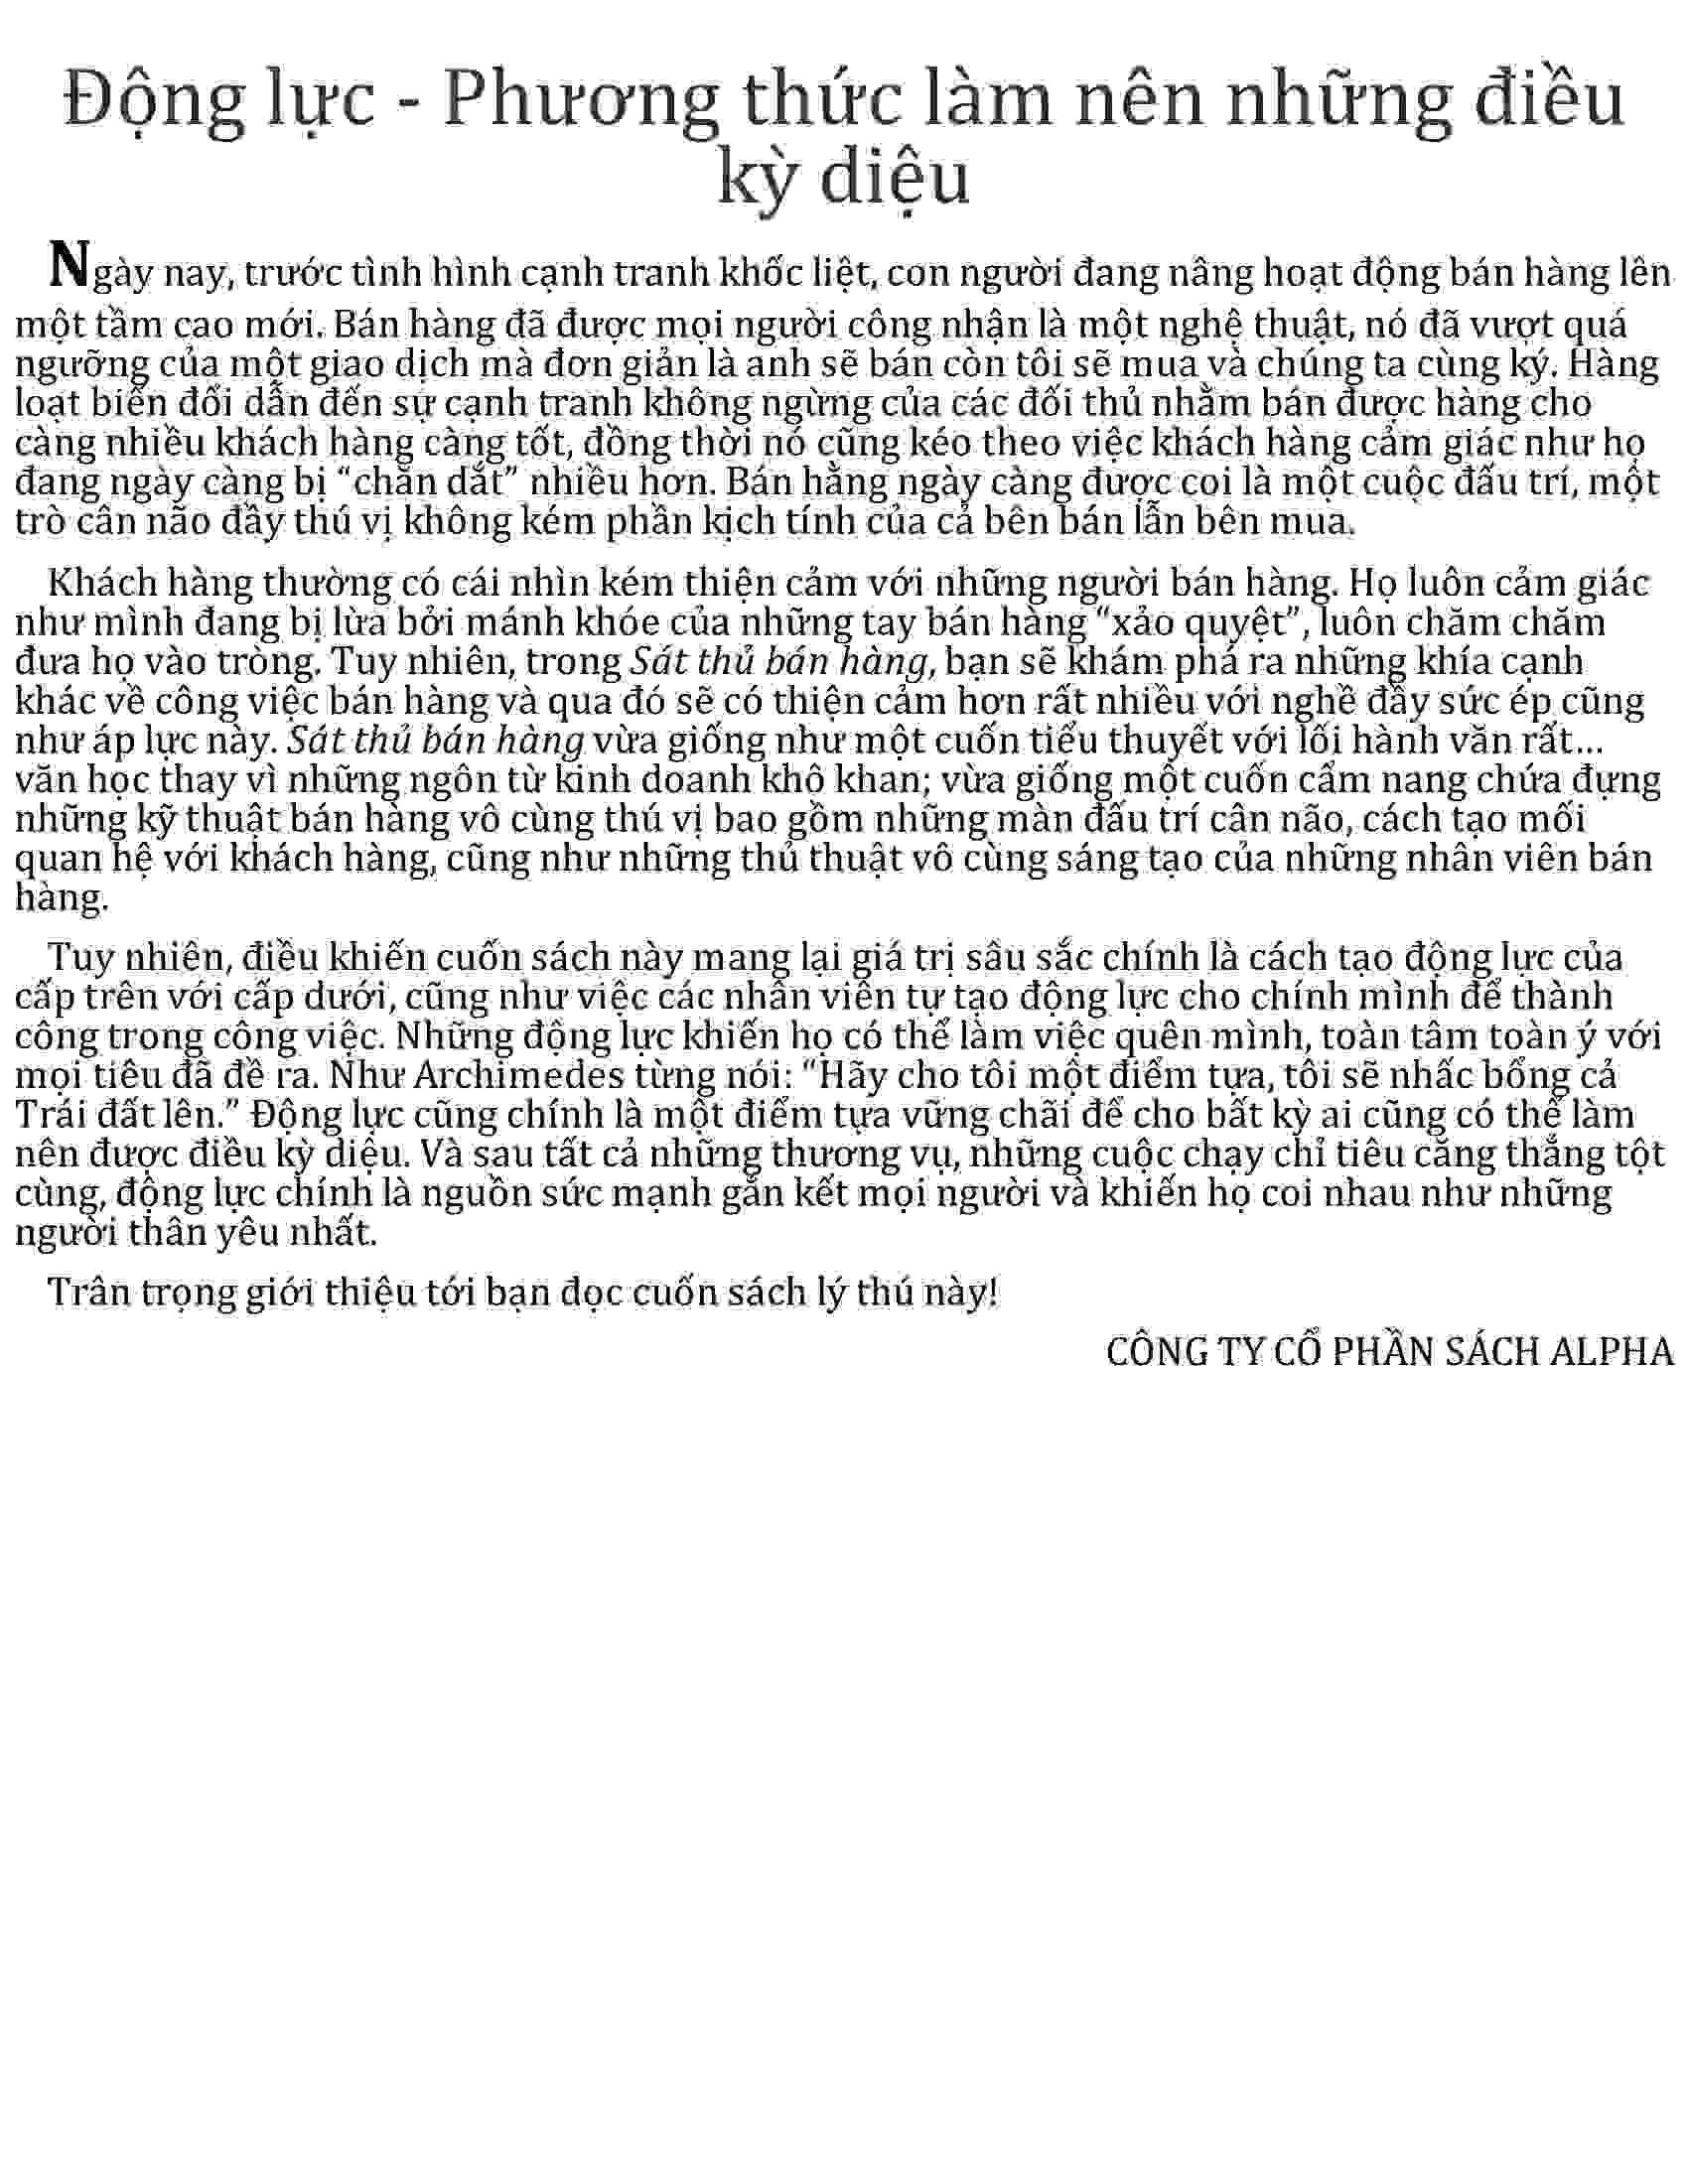 Động lực - Phương thức làm nên những điều
kỳ diệu
Ngày nay, trước tình hình cạnh tranh khốc liệt, con người đang nâng hoạt động bán hàng lên
một tầm cao mới. Bán hàng đã được mọi người công nhận là một nghệ thuật, nó đã vượt quá
ngưỡng của một giao dịch mà đơn giản là anh sẽ bán còn tôi sẽ mua và chúng ta cùng ký. Hàng
loạt biến đổi dẫn đến sự cạnh tranh không ngừng của các đối thủ nhằm bán được hàng cho
càng nhiều khách hàng càng tốt, đồng thời nó cũng kéo theo việc khách hàng cảm giác như họ
đang ngày càng bị “chăn dắt” nhiều hơn. Bán hằng ngày càng được coi là một cuộc đấu trí, một
trò cân não đầy thú vị không kém phần kịch tính của cả bên bán lẫn bên mua.
Khách hàng thường có cái nhìn kém thiện cảm với những người bán hàng. Họ luôn cảm giác
như mình đang bị lừa bởi mánh khóe của những tay bán hàng “xảo quyệt”, luôn chăm chăm
đưa họ vào tròng. Tuy nhiên, trong Sát thủ bán hàng, bạn sẽ khám phá ra những khía cạnh
khác về công việc bán hàng và qua đó sẽ có thiện cảm hơn rất nhiều với nghề đầy sức ép cũng
như áp lực này. Sát thủ bán hàng vừa giống như một cuốn tiểu thuyết với lối hành văn rất...
văn học thay vì những ngôn từ kinh doanh khô khan; vừa giống một cuốn cẩm nang chứa đựng
những kỹ thuật bán hàng vô cùng thú vị bao gồm những màn đấu trí cân não, cách tạo mối
quan hệ với khách hàng, cũng như những thủ thuật vô cùng sáng tạo của những nhân viên bán
hàng.
Tuy nhiên, điều khiến cuốn sách này mang lại giá trị sâu sắc chính là cách tạo động lực của
cấp trên với cấp dưới, cũng như việc các nhân viên tự tạo động lực cho chính mình để thành
công trong công việc. Những động lực khiến họ có thể làm việc quên mình, toàn tâm toàn ý với
mọi tiêu đã đề ra. Như Archimedes từng nói: “Hãy cho tôi một điểm tựa, tôi sẽ nhấc bổng cả
Trái đất lên.” Động lực cũng chính là một điểm tựa vững chãi để cho bất kỳ ai cũng có thể làm
nên được điều kỳ diệu. Và sau tất cả những thương vụ, những cuộc chạy chỉ tiêu căng thẳng tột
cùng, động lực chính là nguồn sức mạnh gắn kết mọi người và khiến họ coi nhau như những
người thân yêu nhất.
Trân trọng giới thiệu tới bạn đọc cuốn sách lý thú này!
CÔNG TY CỔ PHẦN SÁCH ALPHA